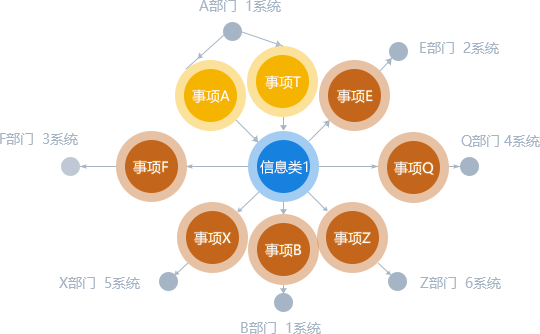 A部门 1系统
E部门 2系统
事项T
事项A
事项E
F部门 3系统
Q部门 4系统
事项F
信息类1
事项Q
事项X
事项B
事项Z
X部门 5系统
Z部门 6系统
B部门 1系统